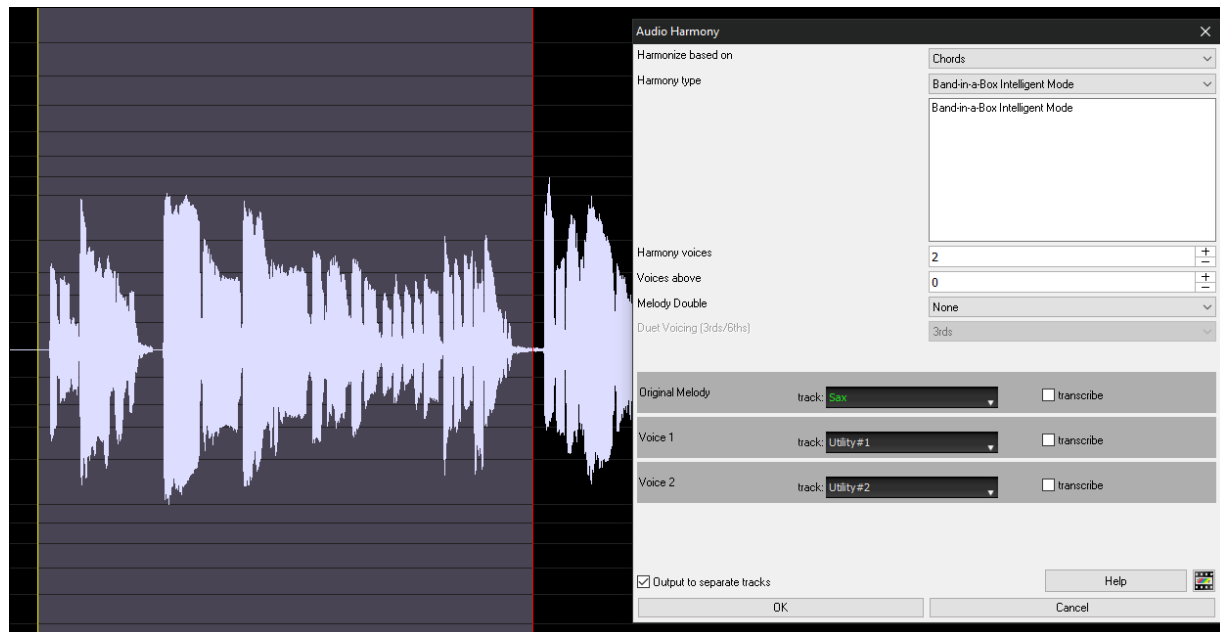 Audio Harmony
Harmonize based on
Chords
Harmony type
Band-in-a-Box Intelligent Mode
Band-in-a-Box Intelligent Mode
Harmony voices
2
Voices above
0
Melody Double
None
Duet Voicing (3rds/6ths)
3rds
Original Melody track: Sax transcribe
Voice 1 track: Utility #1 transcribe
Voice 2 track: Utility #2 transcribe
Output to separate tracks
Help
OK
Cancel